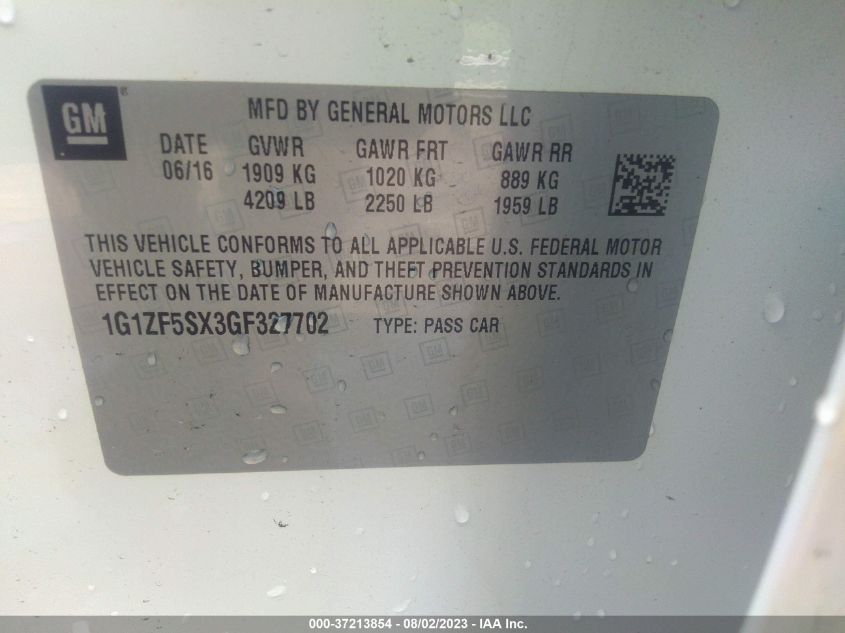 GM
MFD BY GENERAL MOTORS LLC
DATE GVWR GAWR FRT GAWR RR
06/16 1909 KG 1020 KG 889 KG
4209 LB 2250 LB 1959 LB
THIS VEHICLE CONFORMS TO ALL APPLICABLE U.S. FEDERAL MOTOR
VEHICLE SAFETY, BUMPER, AND THEFT PREVENTION STANDARDS IN
EFFECT ON THE DATE OF MANUFACTURE SHOWN ABOVE.
1G1ZF5SX3GF327702 TYPE: PASS CAR
000-37213854 - 08/02/2023 - IAA Inc.